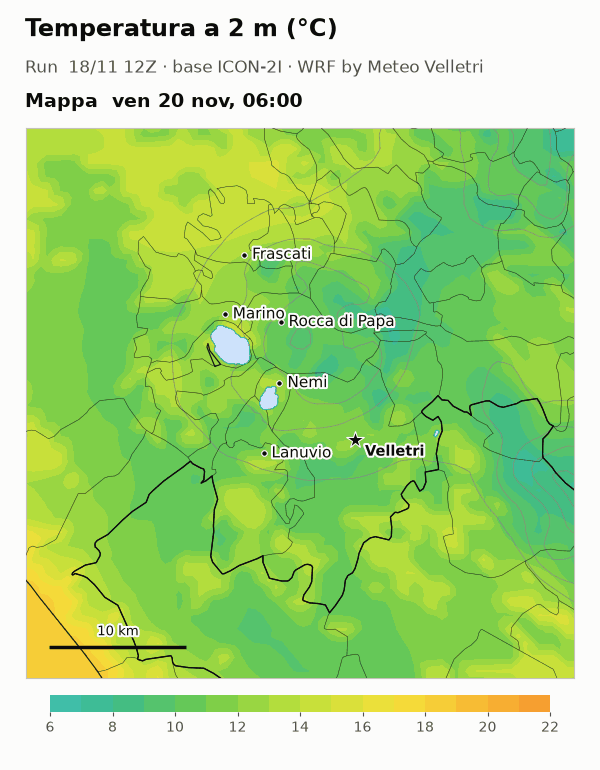 Temperatura a 2 m (°C)
Run  18/11 12Z · base ICON-2I · WRF by Meteo Velletri
Mappa  ven 20 nov, 06:00
Frascati
Marino
Rocca di Papa
Nemi
Velletri
Lanuvio
10 km
6 8 10 12 14 16 18 20 22